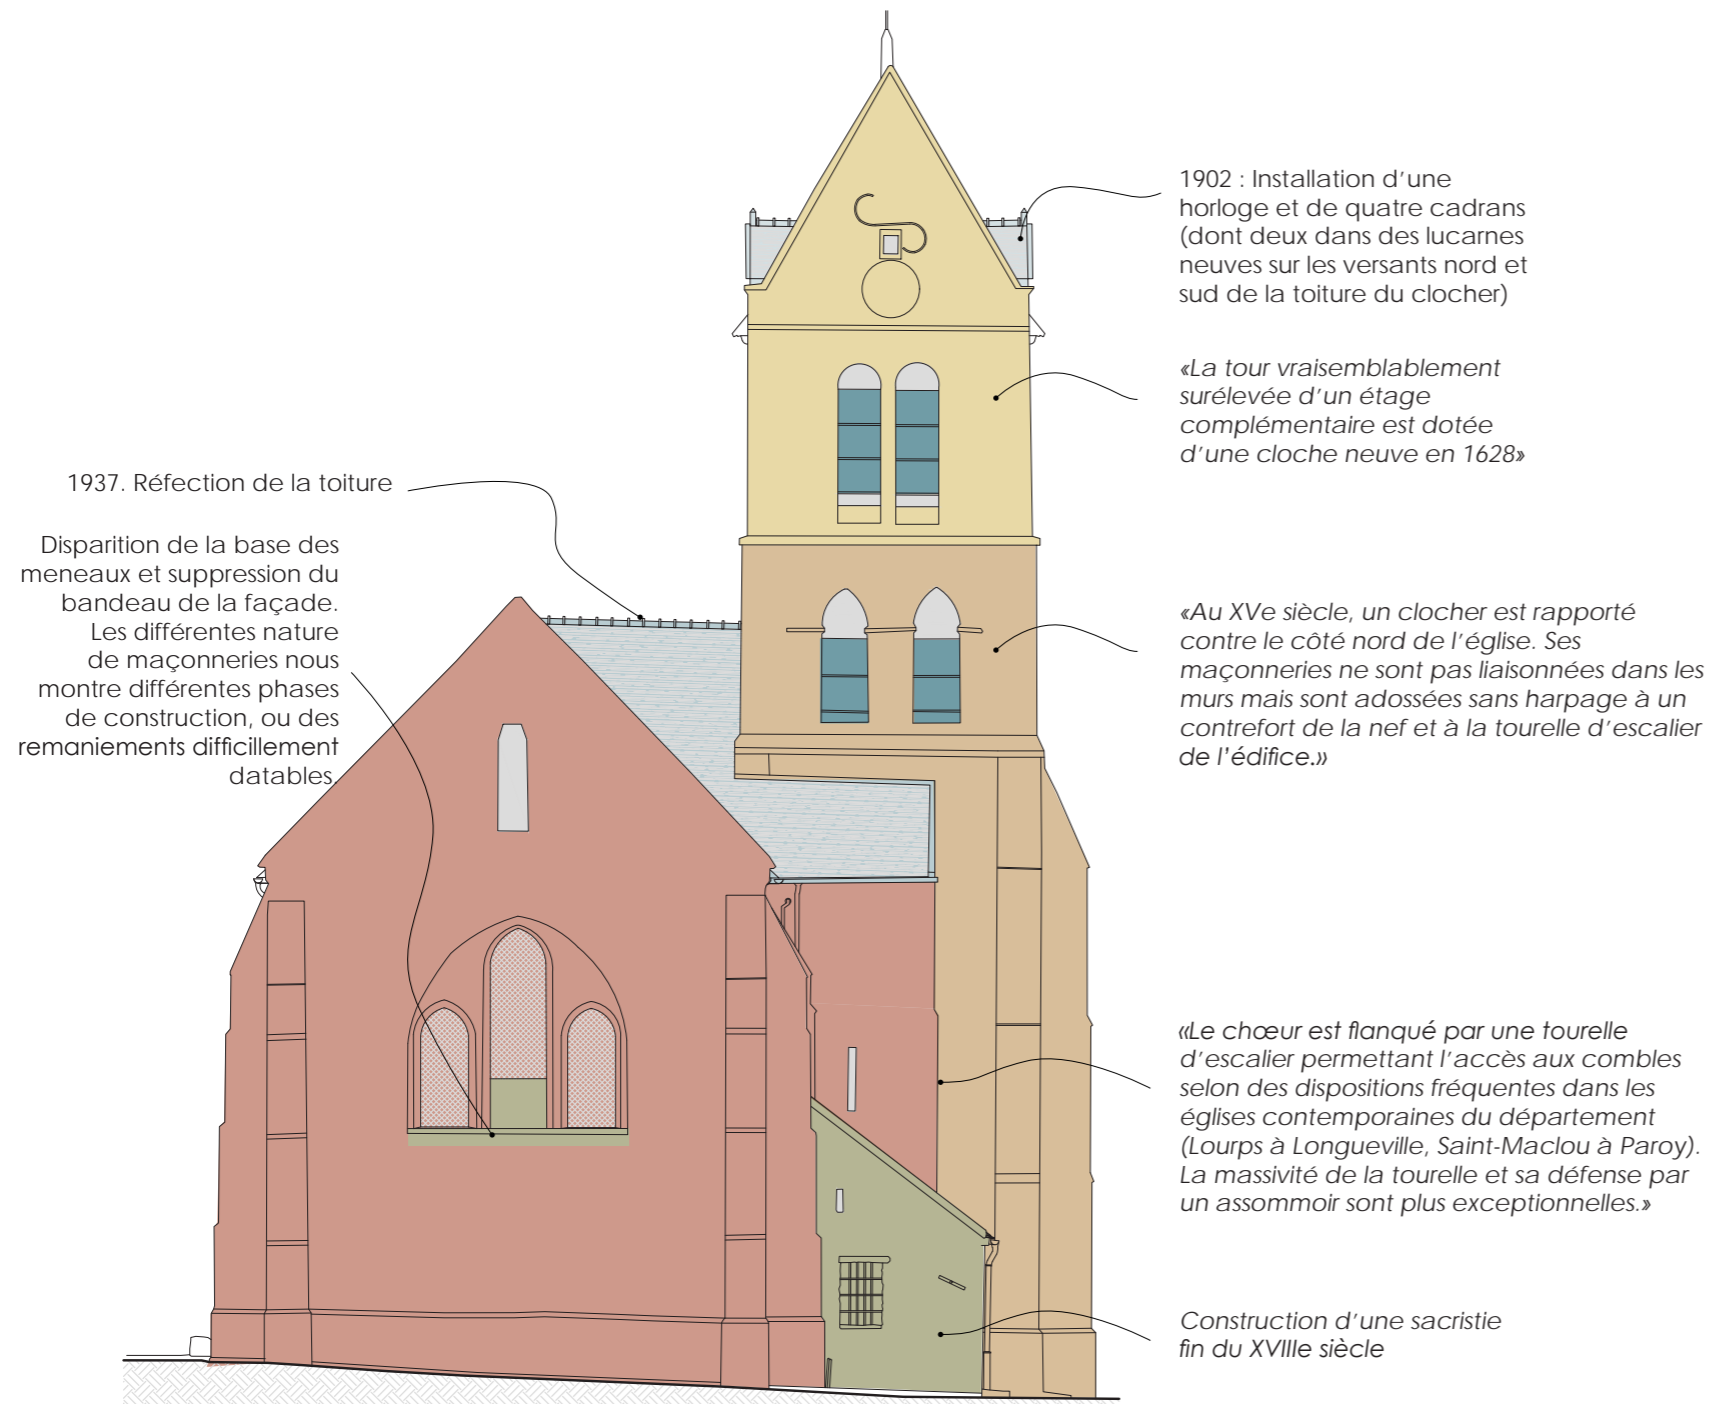 1902 : Installation d'une
horloge et de quatre cadrans
(dont deux dans des lucarnes
neuves sur les versants nord et
sud de la toiture du clocher)
«La tour vraisemblablement
surélevée d'un étage
complémentaire est dotée
d'une cloche neuve en 1628»
1937. Réfection de la toiture
Disparition de la base des
meneaux et suppression du
bandeau de la façade.
Les différentes nature
de maçonneries nous
montre différentes phases
de construction, ou des
remaniements difficillement
datables.
«Au XVe siècle, un clocher est rapporté
contre le côté nord de l'église. Ses
maçonneries ne sont pas liaisonnées dans les
murs mais sont adossées sans harpage à un
contrefort de la nef et à la tourelle d'escalier
de l'édifice.»
«Le chœur est flanqué par une tourelle
d'escalier permettant l'accès aux combles
selon des dispositions fréquentes dans les
églises contemporaines du département
(Lourps à Longueville, Saint-Maclou à Paroy).
La massivité de la tourelle et sa défense par
un assommoir sont plus exceptionnelles.»
Construction d'une sacristie
fin du XVIIIe siècle